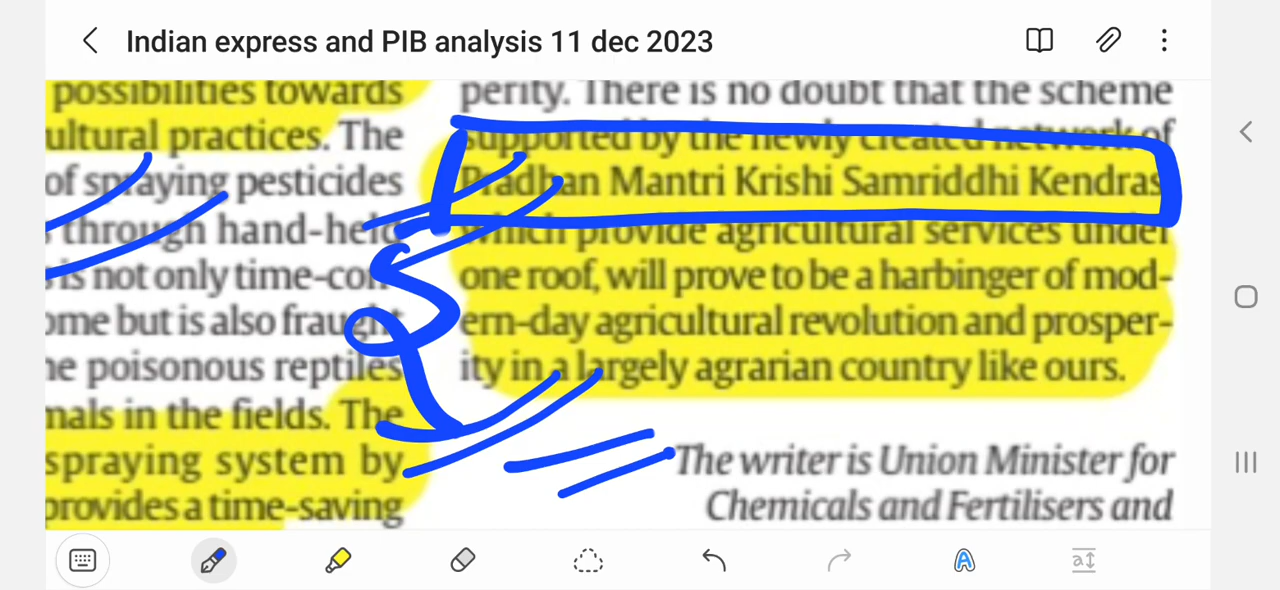 Indian express and PIB analysis 11 dec 2023
possibilities towards
ultural practices. The
of spraying pesticides
through hand-held
is not only time-con
ome but is also fraught
he poisonous reptiles
mals in the fields. The
spraying system by
provides a time-saving
perity. There is no doubt that the scheme
supported by the newly created network of
Pradhan Mantri Krishi Samriddhi Kendras
which provide agricultural services under
one roof, will prove to be a harbinger of mod-
ern-day agricultural revolution and prosper-
ity in a largely agrarian country like ours.
The writer is Union Minister for
Chemicals and Fertilisers and
A
a